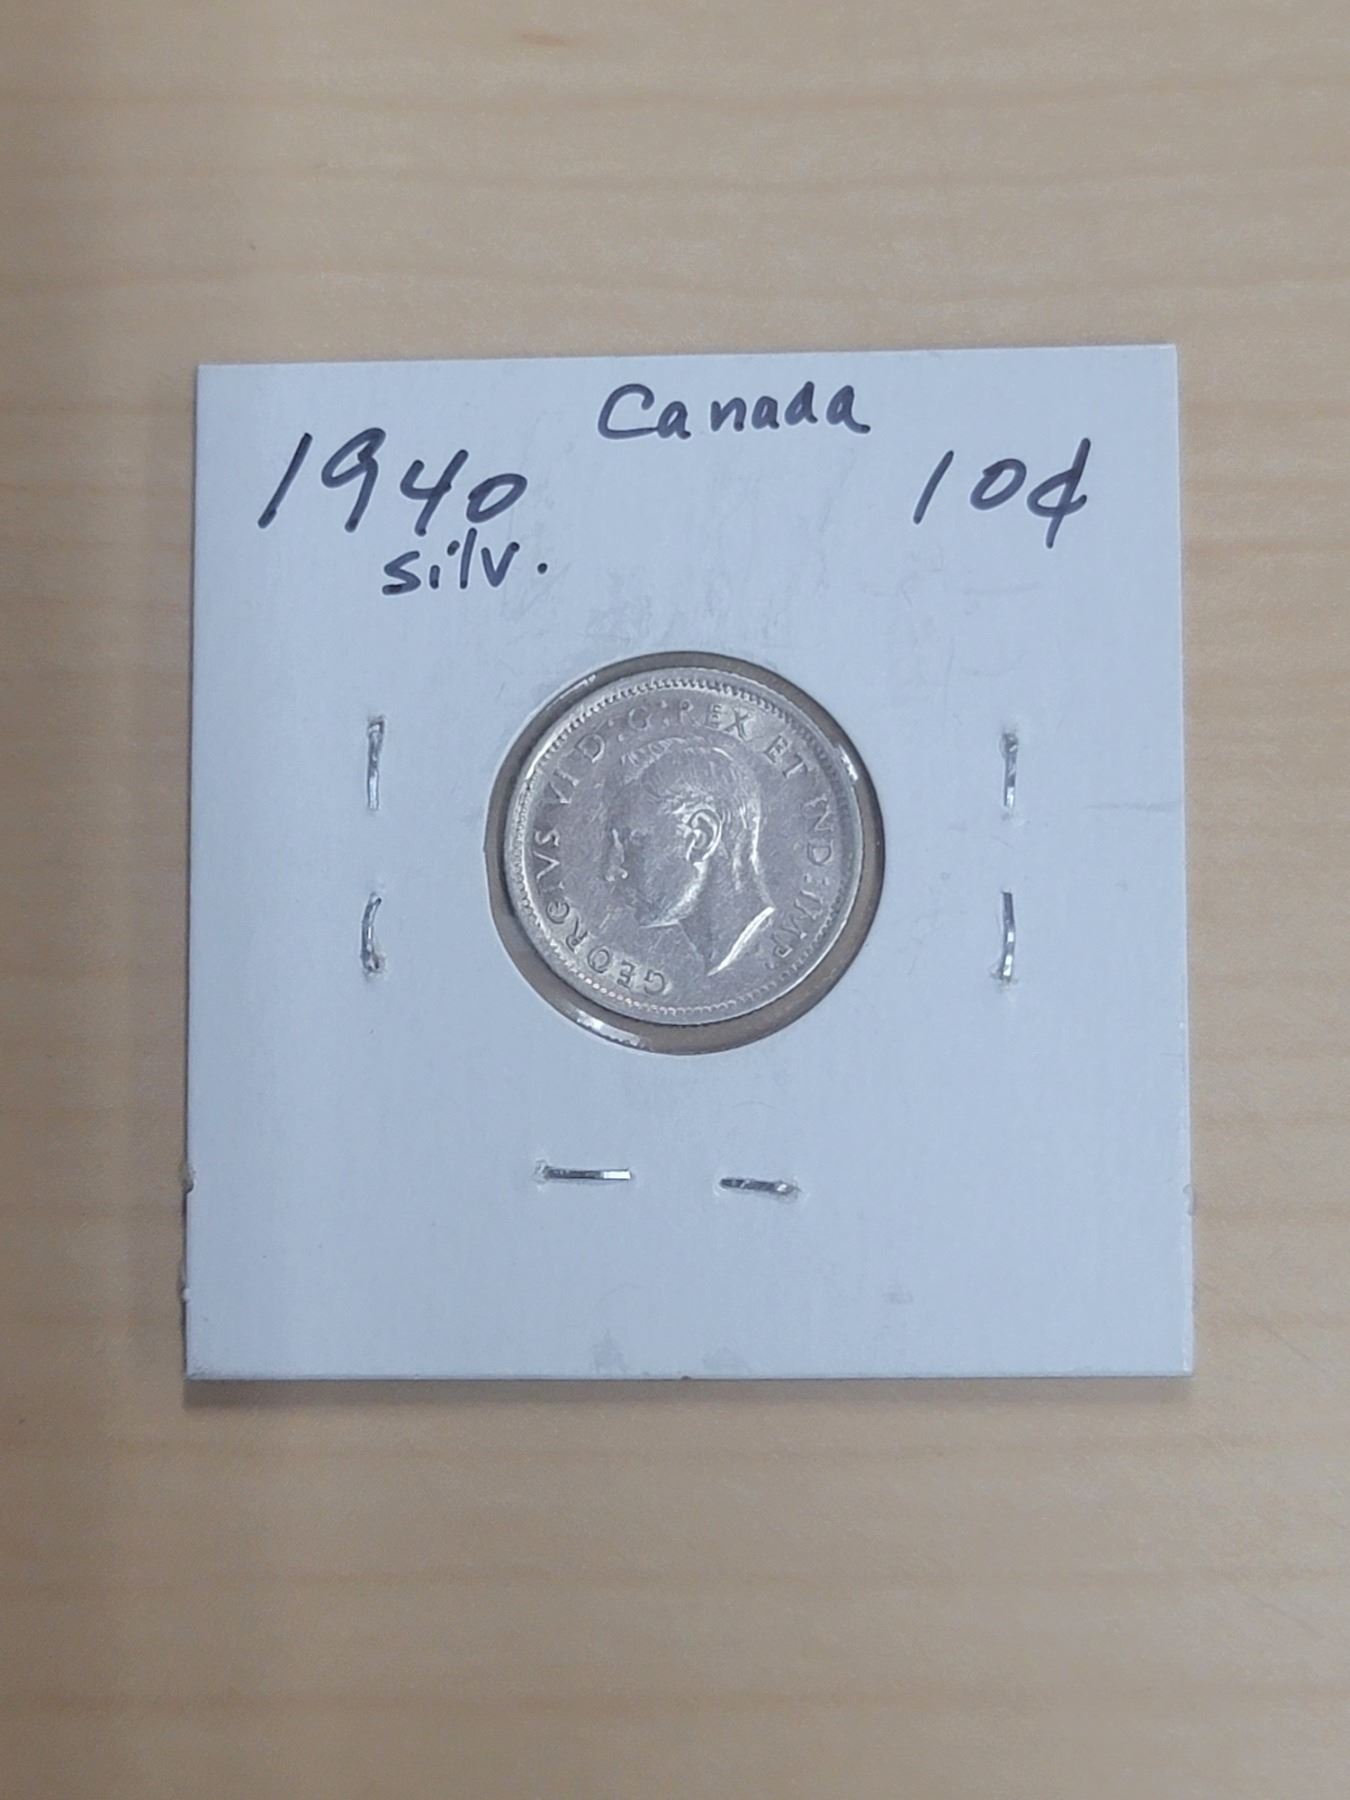 Canada
1940 10¢
silv.
GEORGIVS VI D:G:REX ET IND:IMP.